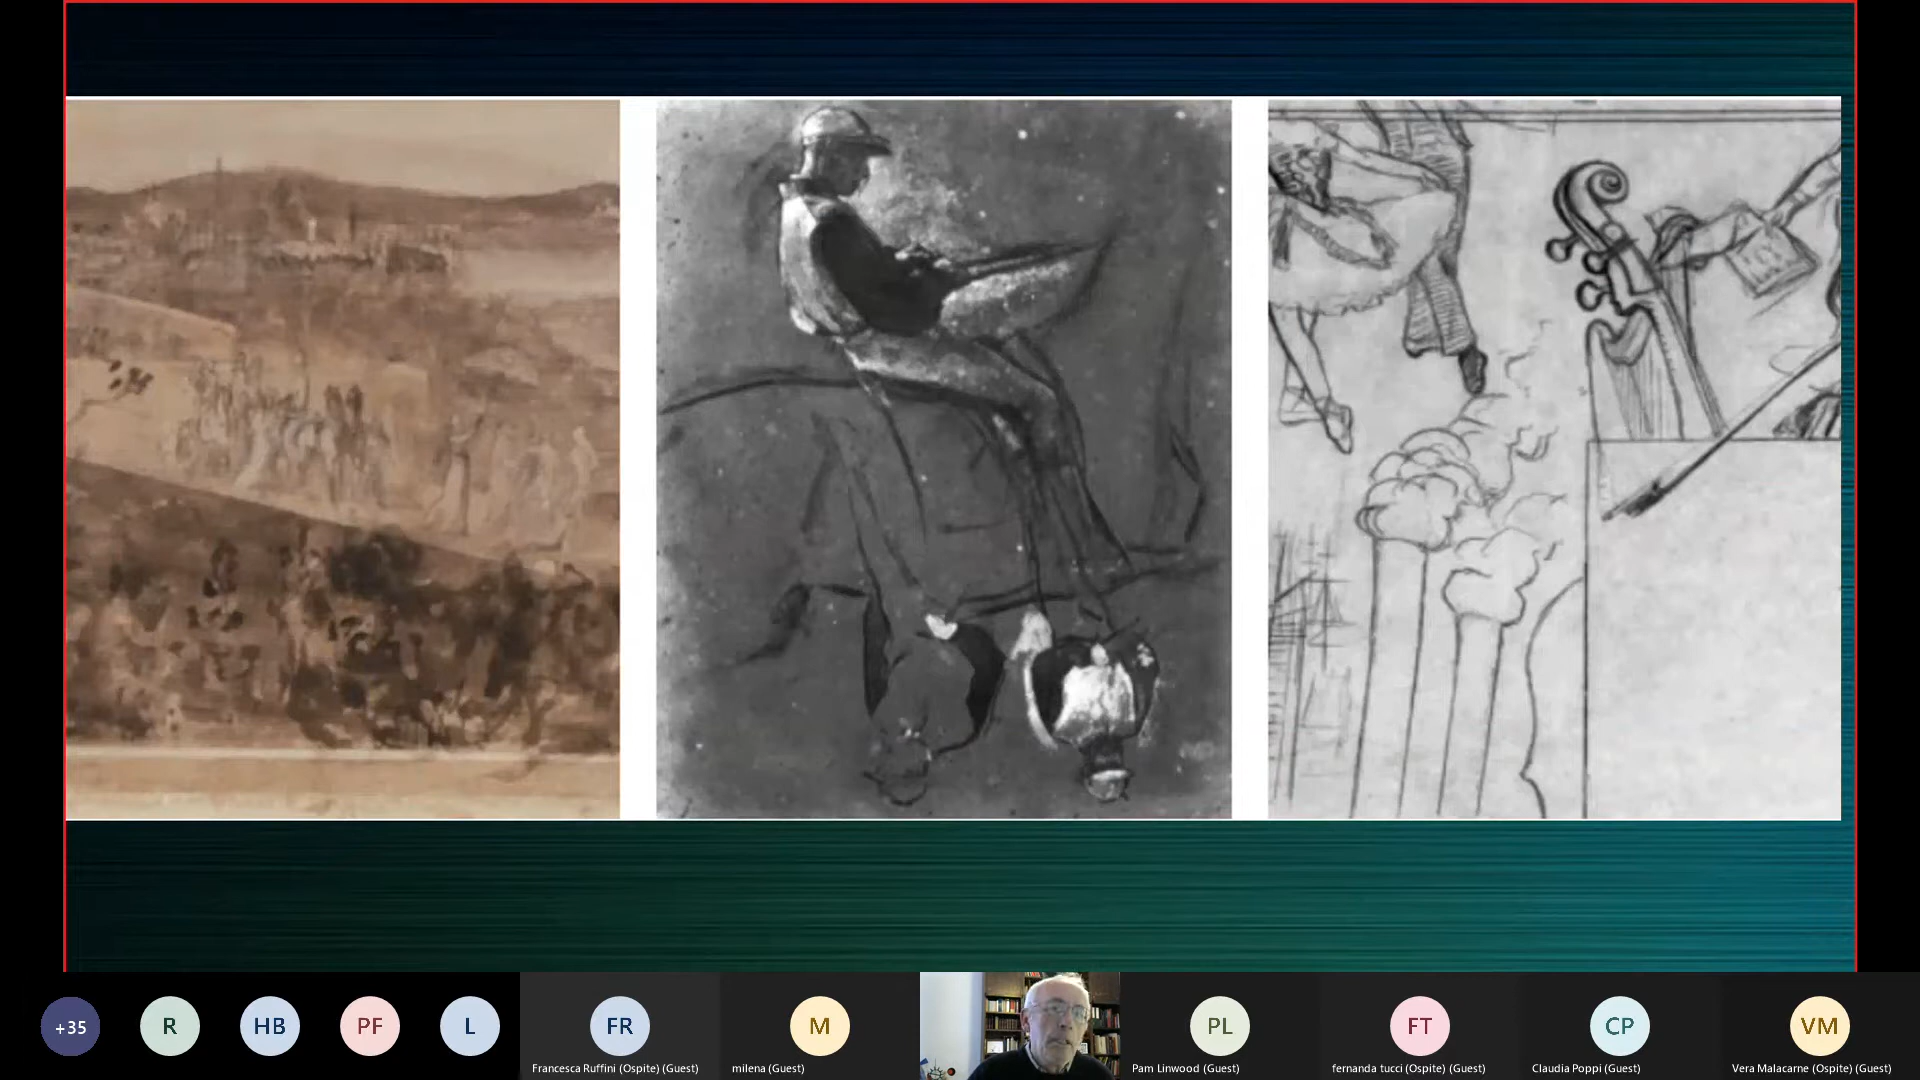 +35
R
HB
PF
L
FR
M
PL
FT
CP
VM
Francesca Ruffini (Ospite) (Guest)
milena (Guest)
Pam Linwood (Guest)
fernanda tucci (Ospite) (Guest)
Claudia Poppi (Guest)
Vera Malacarne (Ospite) (Guest)